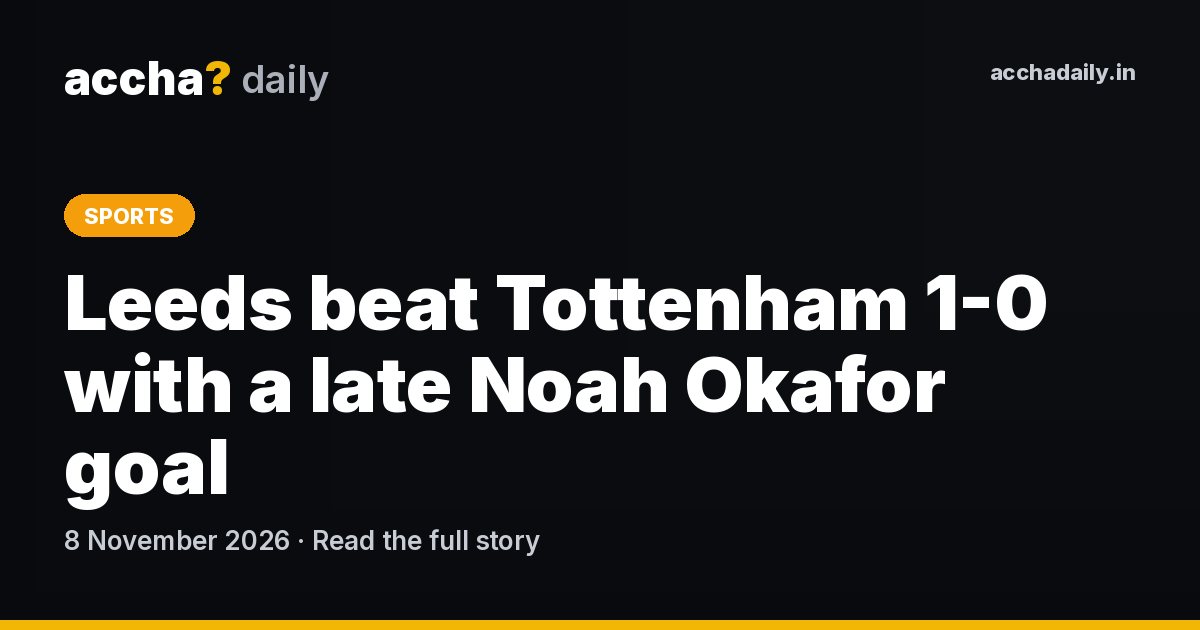 accha? daily
acchadaily.in
SPORTS
Leeds beat Tottenham 1-0
with a late Noah Okafor
goal
8 November 2026 · Read the full story